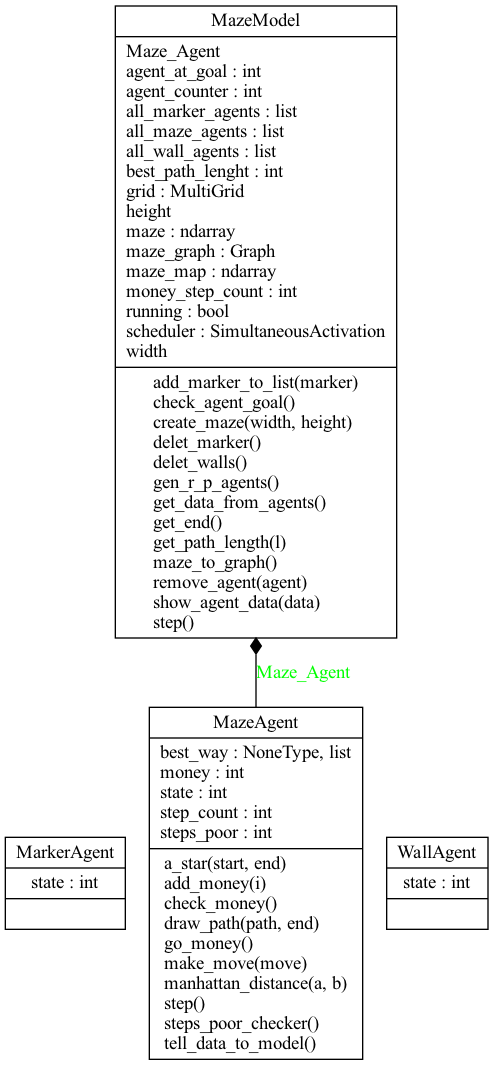 MazeModel
Maze_Agent
agent_at_goal : int
agent_counter : int
all_marker_agents : list
all_maze_agents : list
all_wall_agents : list
best_path_lenght : int
grid : MultiGrid
height
maze : ndarray
maze_graph : Graph
maze_map : ndarray
money_step_count : int
running : bool
scheduler : SimultaneousActivation
width
add_marker_to_list(marker)
check_agent_goal()
create_maze(width, height)
delet_marker()
delet_walls()
gen_r_p_agents()
get_data_from_agents()
get_end()
get_path_length(l)
maze_to_graph()
remove_agent(agent)
show_agent_data(data)
step()
Maze_Agent
MazeAgent
best_way : NoneType, list
money : int
state : int
step_count : int
steps_poor : int
a_star(start, end)
add_money(i)
check_money()
draw_path(path, end)
go_money()
make_move(move)
manhattan_distance(a, b)
step()
steps_poor_checker()
tell_data_to_model()
MarkerAgent
state : int
WallAgent
state : int